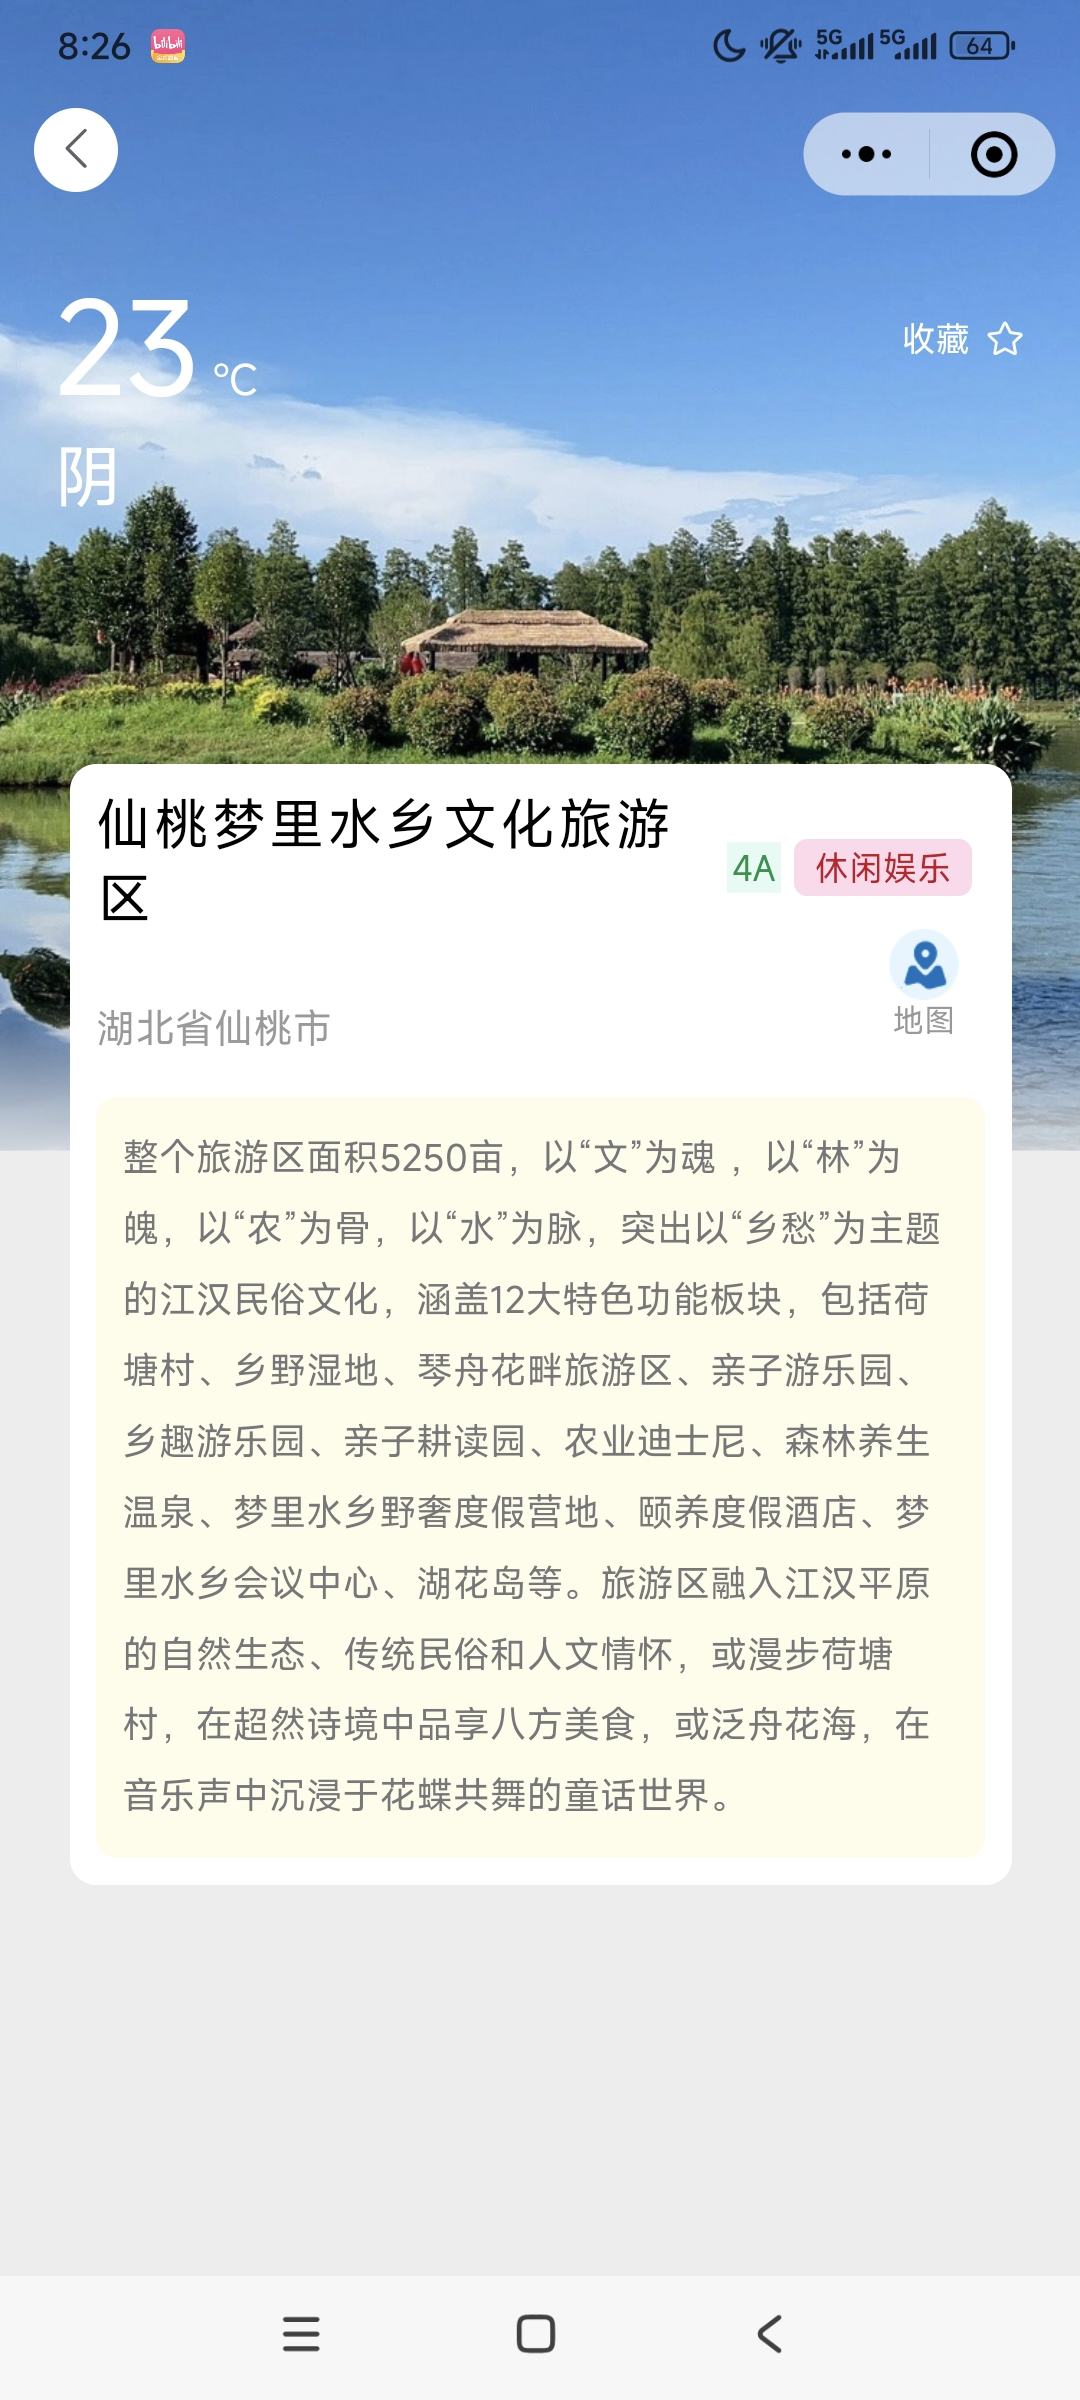 8:26
bilibili
5G 5G 64
23 °C
收藏
阴
仙桃梦里水乡文化旅游
区
4A 休闲娱乐
湖北省仙桃市
地图
整个旅游区面积5250亩，以“文”为魂 ，以“林”为
魄，以“农”为骨，以“水”为脉，突出以“乡愁”为主题
的江汉民俗文化，涵盖12大特色功能板块，包括荷
塘村、乡野湿地、琴舟花畔旅游区、亲子游乐园、
乡趣游乐园、亲子耕读园、农业迪士尼、森林养生
温泉、梦里水乡野奢度假营地、颐养度假酒店、梦
里水乡会议中心、湖花岛等。旅游区融入江汉平原
的自然生态、传统民俗和人文情怀，或漫步荷塘
村，在超然诗境中品享八方美食，或泛舟花海，在
音乐声中沉浸于花蝶共舞的童话世界。